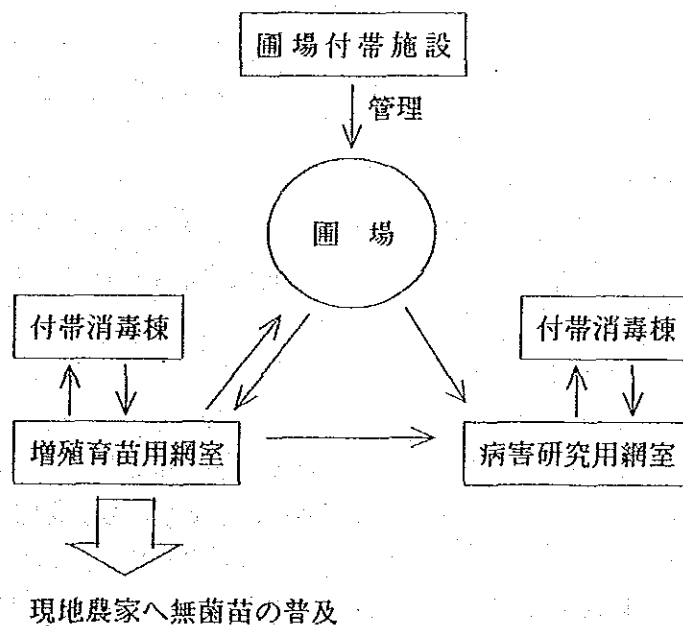 圃場付帯施設
管理
圃場
付帯消毒棟
付帯消毒棟
増殖育苗用網室
病害研究用網室
現地農家へ無菌苗の普及